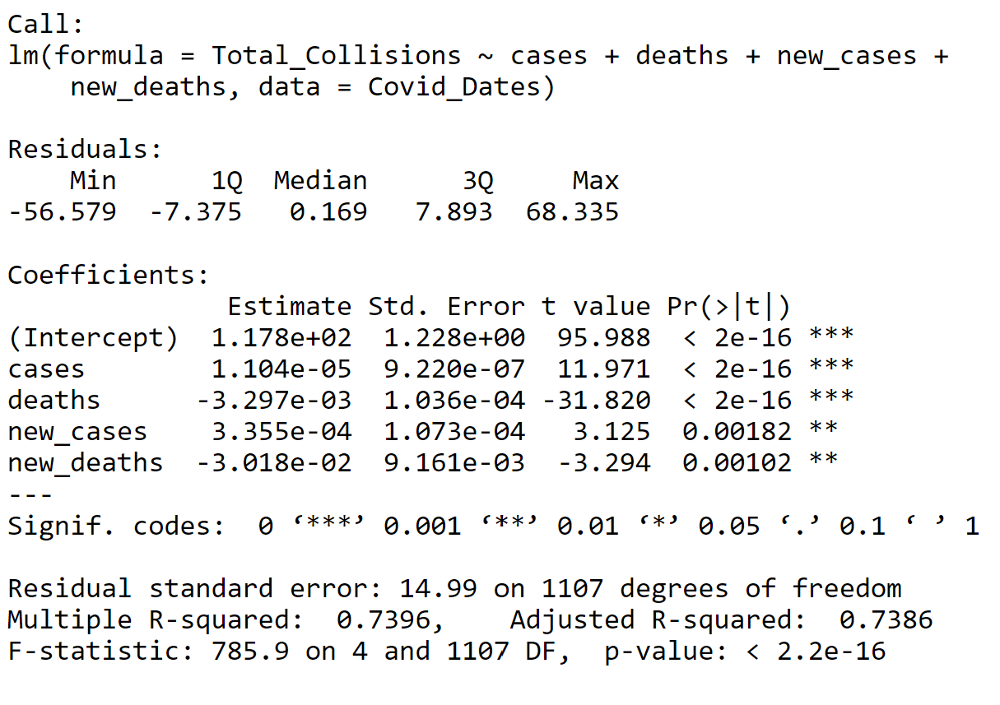 Call:
lm(formula = Total_Collisions ~ cases + deaths + new_cases +
    new_deaths, data = Covid_Dates)

Residuals:
    Min      1Q  Median      3Q     Max
-56.579  -7.375   0.169   7.893  68.335

Coefficients:
              Estimate Std. Error t value Pr(>|t|)
(Intercept)  1.178e+02  1.228e+00  95.988  < 2e-16 ***
cases        1.104e-05  9.220e-07  11.971  < 2e-16 ***
deaths      -3.297e-03  1.036e-04 -31.820  < 2e-16 ***
new_cases    3.355e-04  1.073e-04   3.125  0.00182 **
new_deaths  -3.018e-02  9.161e-03  -3.294  0.00102 **
---
Signif. codes:  0 ‘***’ 0.001 ‘**’ 0.01 ‘*’ 0.05 ‘.’ 0.1 ‘ ’ 1

Residual standard error: 14.99 on 1107 degrees of freedom
Multiple R-squared:  0.7396,    Adjusted R-squared:  0.7386
F-statistic: 785.9 on 4 and 1107 DF,  p-value: < 2.2e-16